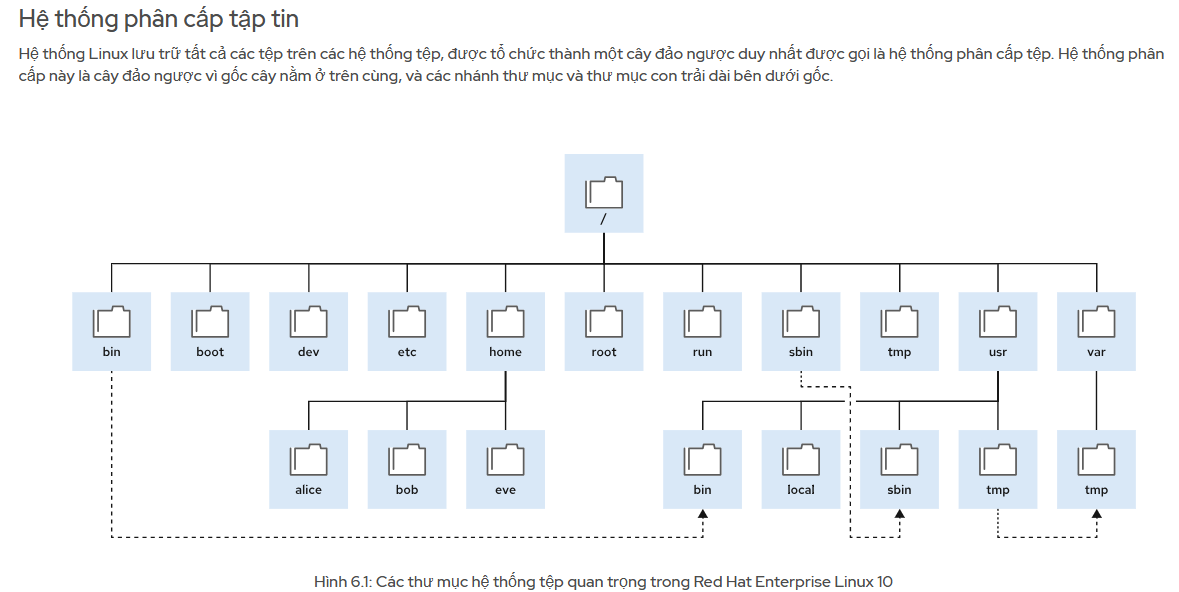 Hệ thống phân cấp tập tin
Hệ thống Linux lưu trữ tất cả các tệp trên các hệ thống tệp, được tổ chức thành một cây đảo ngược duy nhất được gọi là hệ thống phân cấp tệp. Hệ thống phân
cấp này là cây đảo ngược vì gốc cây nằm ở trên cùng, và các nhánh thư mục và thư mục con trải dài bên dưới gốc.
/
bin boot dev etc home root run sbin tmp usr var
alice bob eve bin local sbin tmp tmp
Hình 6.1: Các thư mục hệ thống tệp quan trọng trong Red Hat Enterprise Linux 10